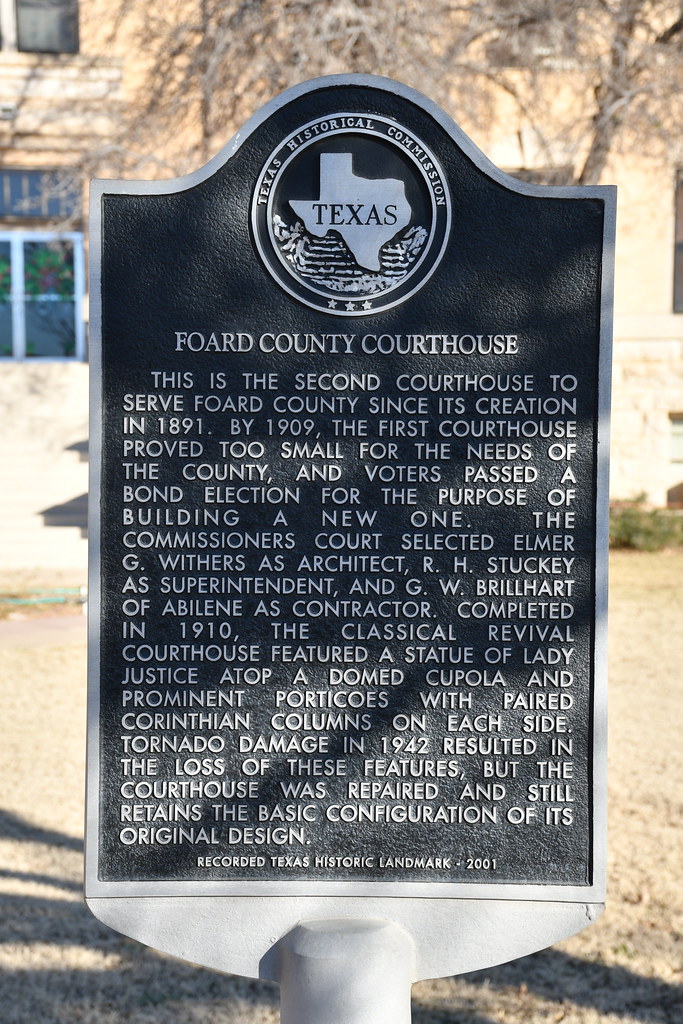 TEXAS HISTORICAL COMMISSION
TEXAS
FOARD COUNTY COURTHOUSE
THIS IS THE SECOND COURTHOUSE TO
SERVE FOARD COUNTY SINCE ITS CREATION
IN 1891. BY 1909, THE FIRST COURTHOUSE
PROVED TOO SMALL FOR THE NEEDS OF
THE COUNTY, AND VOTERS PASSED A
BOND ELECTION FOR THE PURPOSE OF
BUILDING A NEW ONE. THE
COMMISSIONERS COURT SELECTED ELMER
G. WITHERS AS ARCHITECT, R. H. STUCKEY
AS SUPERINTENDENT, AND G. W. BRILLHART
OF ABILENE AS CONTRACTOR. COMPLETED
IN 1910, THE CLASSICAL REVIVAL
COURTHOUSE FEATURED A STATUE OF LADY
JUSTICE ATOP A DOMED CUPOLA AND
PROMINENT PORTICOES WITH PAIRED
CORINTHIAN COLUMNS ON EACH SIDE.
TORNADO DAMAGE IN 1942 RESULTED IN
THE LOSS OF THESE FEATURES, BUT THE
COURTHOUSE WAS REPAIRED AND STILL
RETAINS THE BASIC CONFIGURATION OF ITS
ORIGINAL DESIGN.
RECORDED TEXAS HISTORIC LANDMARK - 2001